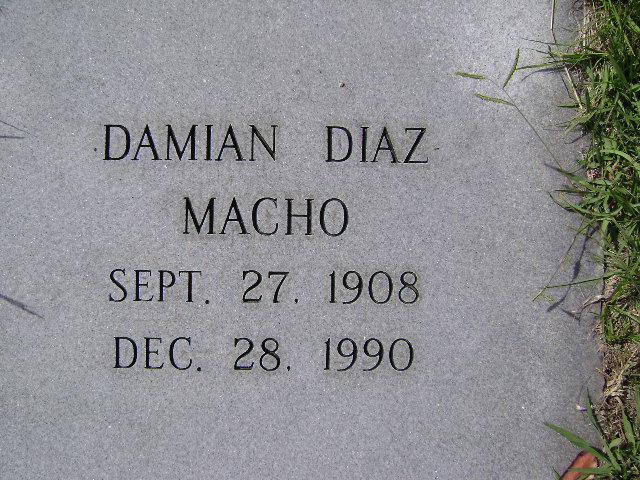 DAMIAN DIAZ
MACHO
SEPT. 27. 1908
DEC. 28. 1990